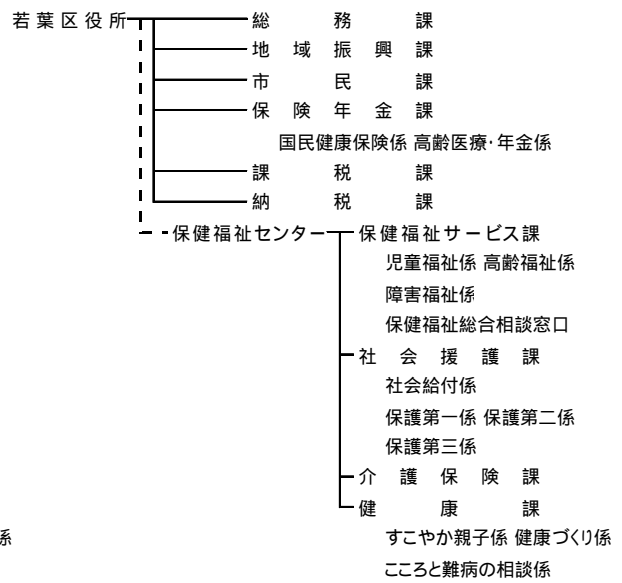 若葉区役所 総務課
地域振興課
市民課
保険年金課
国民健康保険係 高齢医療・年金係
課税課
納税課
保健福祉センター 保健福祉サービス課
児童福祉係 高齢福祉係
障害福祉係
保健福祉総合相談窓口
社会援護課
社会給付係
保護第一係 保護第二係
保護第三係
介護保険課
健康課
係 すこやか親子係 健康づくり係
こころと難病の相談係